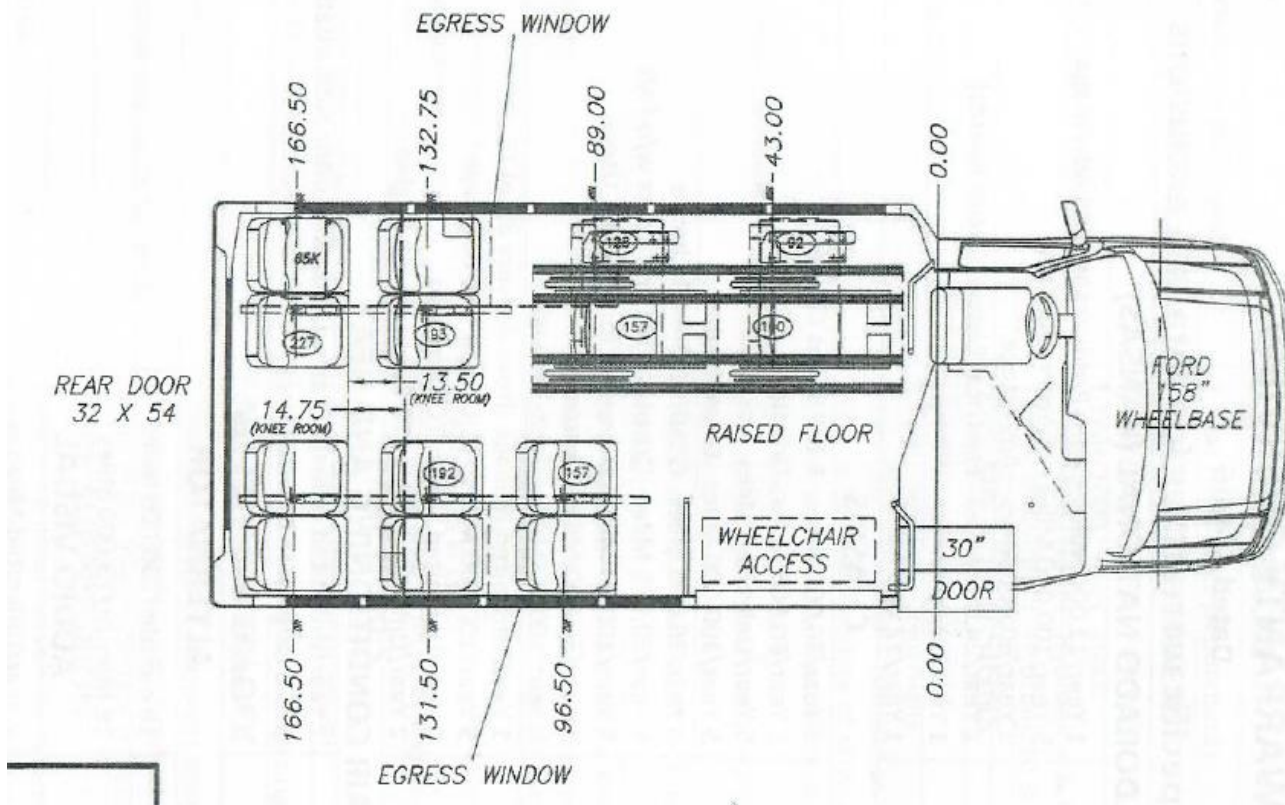 EGRESS WINDOW
166.50
132.75
89.00
43.00
0.00
65K
128
92
227
193
157
REAR DOOR
32 X 54
13.50
(KNEE ROOM)
14.75
(KNEE ROOM)
FORD
158"
WHEELBASE
RAISED FLOOR
192
157
WHEELCHAIR
ACCESS
30"
DOOR
166.50
131.50
96.50
0.00
EGRESS WINDOW